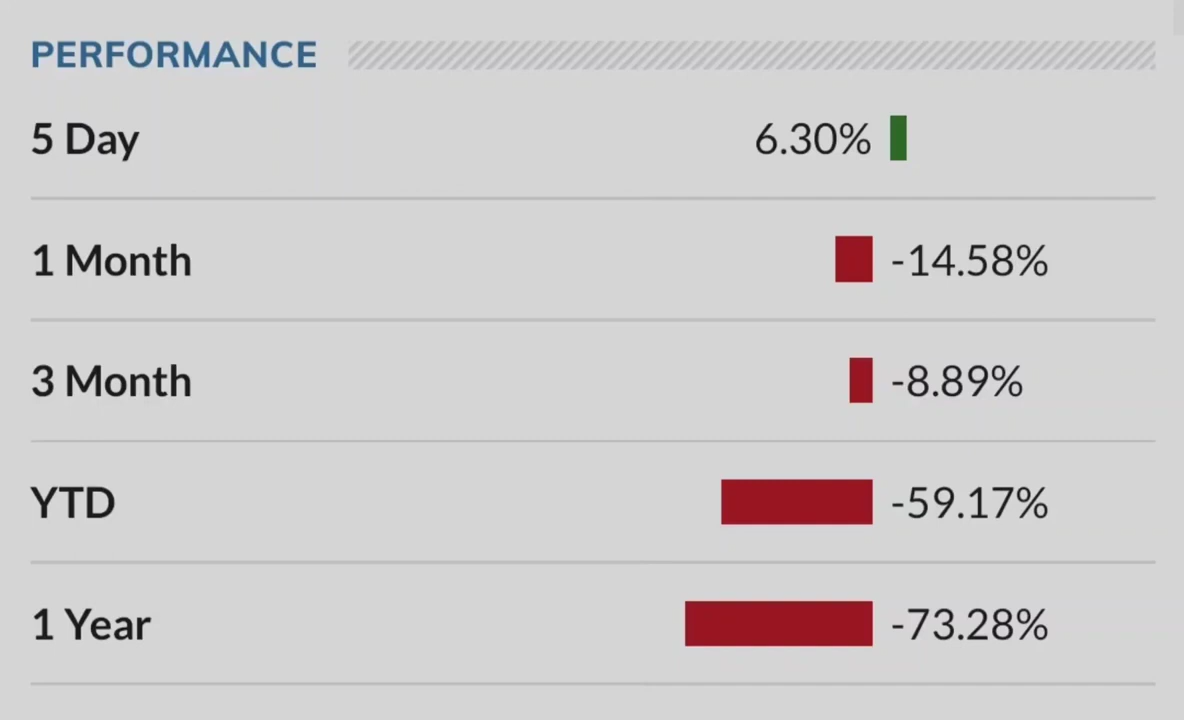 PERFORMANCE
5 Day 6.30%
1 Month -14.58%
3 Month -8.89%
YTD -59.17%
1 Year -73.28%